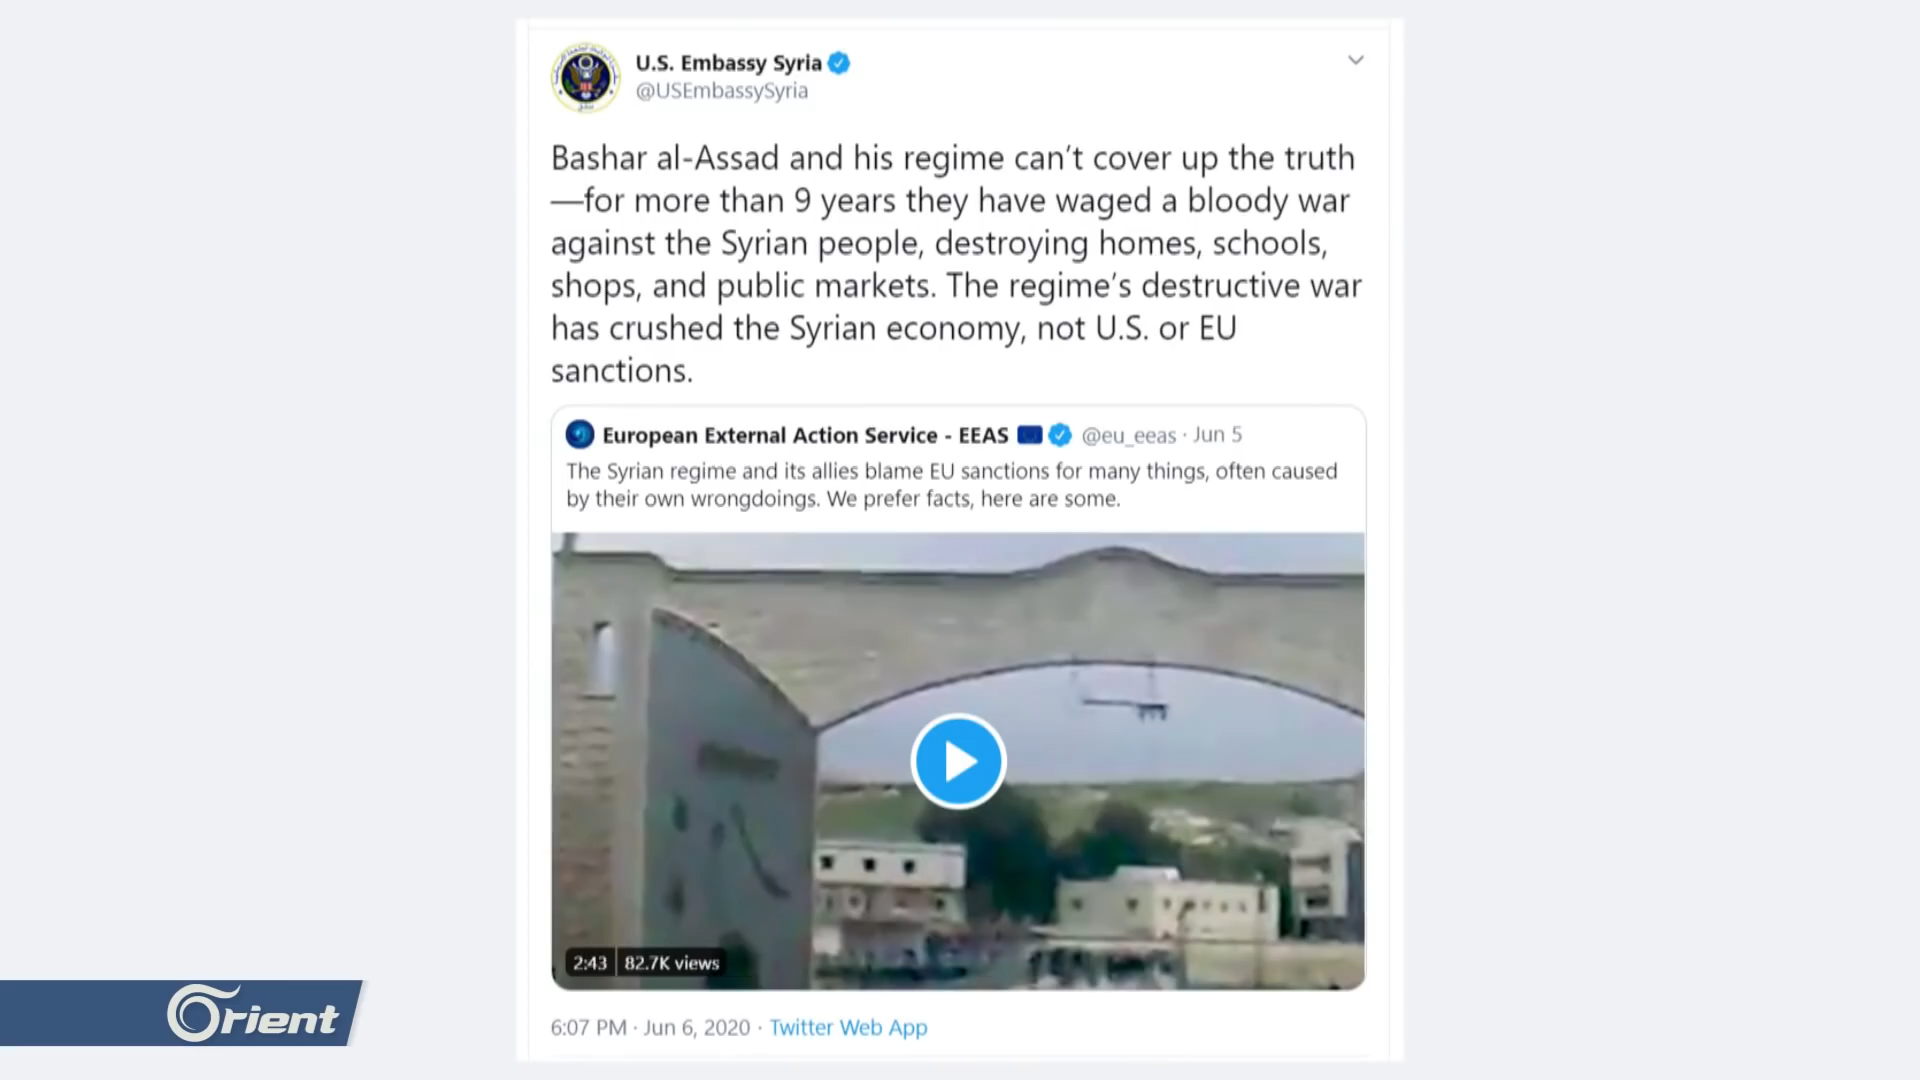 U.S. Embassy Syria
@USEmbassySyria
Bashar al-Assad and his regime can't cover up the truth
—for more than 9 years they have waged a bloody war
against the Syrian people, destroying homes, schools,
shops, and public markets. The regime's destructive war
has crushed the Syrian economy, not U.S. or EU
sanctions.
European External Action Service - EEAS @eu_eeas · Jun 5
The Syrian regime and its allies blame EU sanctions for many things, often caused
by their own wrongdoings. We prefer facts, here are some.
2:43 82.7K views
6:07 PM · Jun 6, 2020 · Twitter Web App
Orient